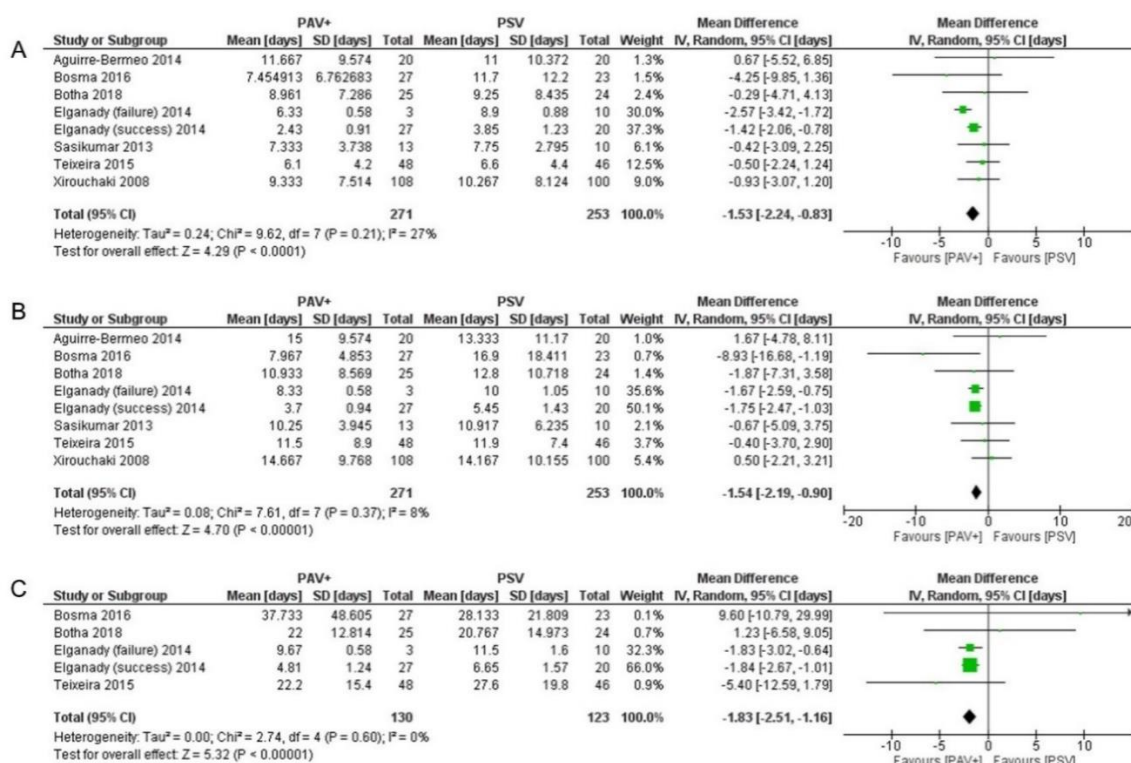 A
PAV+ PSV Mean Difference Mean Difference
Study or Subgroup Mean [days] SD [days] Total Mean [days] SD [days] Total Weight IV, Random, 95% CI [days] IV, Random, 95% CI [days]
Aguirre-Bermeo 2014 11.667 9.574 20 11 10.372 20 1.3% 0.67 [-5.52, 6.85]
Bosma 2016 7.454913 6.762683 27 11.7 12.2 23 1.5% -4.25 [-9.85, 1.36]
Botha 2018 8.961 7.286 25 9.25 8.435 24 2.4% -0.29 [-4.71, 4.13]
Elganady (failure) 2014 6.33 0.58 3 8.9 0.88 10 30.0% -2.57 [-3.42, -1.72]
Elganady (success) 2014 2.43 0.91 27 3.85 1.23 20 37.3% -1.42 [-2.06, -0.78]
Sasikumar 2013 7.333 3.738 13 7.75 2.795 10 6.1% -0.42 [-3.09, 2.25]
Teixeira 2015 6.1 4.2 48 6.6 4.4 46 12.5% -0.50 [-2.24, 1.24]
Xirouchaki 2008 9.333 7.514 108 10.267 8.124 100 9.0% -0.93 [-3.07, 1.20]
Total (95% CI) 271 253 100.0% -1.53 [-2.24, -0.83]
Heterogeneity: Tau² = 0.24; Chi² = 9.62, df = 7 (P = 0.21); I² = 27%
Test for overall effect: Z = 4.29 (P < 0.0001)
-10 -5 0 5 10
Favours [PAV+] Favours [PSV]
B
PAV+ PSV Mean Difference Mean Difference
Study or Subgroup Mean [days] SD [days] Total Mean [days] SD [days] Total Weight IV, Random, 95% CI [days] IV, Random, 95% CI [days]
Aguirre-Bermeo 2014 15 9.574 20 13.333 11.17 20 1.0% 1.67 [-4.78, 8.11]
Bosma 2016 7.967 4.853 27 16.9 18.411 23 0.7% -8.93 [-16.68, -1.19]
Botha 2018 10.933 8.569 25 12.8 10.718 24 1.4% -1.87 [-7.31, 3.58]
Elganady (failure) 2014 8.33 0.58 3 10 1.05 10 35.6% -1.67 [-2.59, -0.75]
Elganady (success) 2014 3.7 0.94 27 5.45 1.43 20 50.1% -1.75 [-2.47, -1.03]
Sasikumar 2013 10.25 3.945 13 10.917 6.235 10 2.1% -0.67 [-5.09, 3.75]
Teixeira 2015 11.5 8.9 48 11.9 7.4 46 3.7% -0.40 [-3.70, 2.90]
Xirouchaki 2008 14.667 9.768 108 14.167 10.155 100 5.4% 0.50 [-2.21, 3.21]
Total (95% CI) 271 253 100.0% -1.54 [-2.19, -0.90]
Heterogeneity: Tau² = 0.08; Chi² = 7.61, df = 7 (P = 0.37); I² = 8%
Test for overall effect: Z = 4.70 (P < 0.00001)
-20 -10 0 10 20
Favours [PAV+] Favours [PSV]
C
PAV+ PSV Mean Difference Mean Difference
Study or Subgroup Mean [days] SD [days] Total Mean [days] SD [days] Total Weight IV, Random, 95% CI [days] IV, Random, 95% CI [days]
Bosma 2016 37.733 48.605 27 28.133 21.809 23 0.1% 9.60 [-10.79, 29.99]
Botha 2018 22 12.814 25 20.767 14.973 24 0.7% 1.23 [-6.58, 9.05]
Elganady (failure) 2014 9.67 0.58 3 11.5 1.6 10 32.3% -1.83 [-3.02, -0.64]
Elganady (success) 2014 4.81 1.24 27 6.65 1.57 20 66.0% -1.84 [-2.67, -1.01]
Teixeira 2015 22.2 15.4 48 27.6 19.8 46 0.9% -5.40 [-12.59, 1.79]
Total (95% CI) 130 123 100.0% -1.83 [-2.51, -1.16]
Heterogeneity: Tau² = 0.00; Chi² = 2.74, df = 4 (P = 0.60); I² = 0%
Test for overall effect: Z = 5.32 (P < 0.00001)
-10 -5 0 5 10
Favours [PAV+] Favours [PSV]